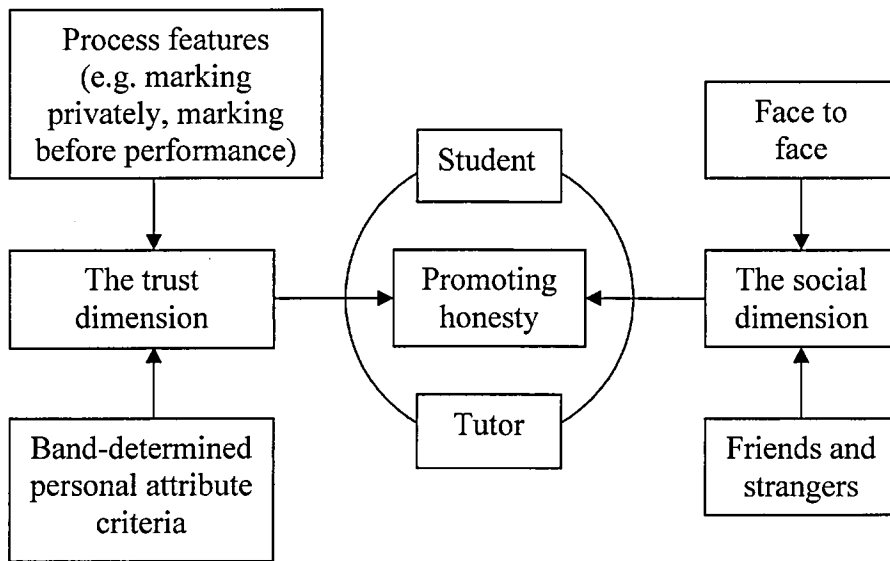 Process features
(e.g. marking
privately, marking
before performance)
The trust
dimension
Band-determined
personal attribute
criteria
Student
Promoting
honesty
Tutor
Face to
face
The social
dimension
Friends and
strangers